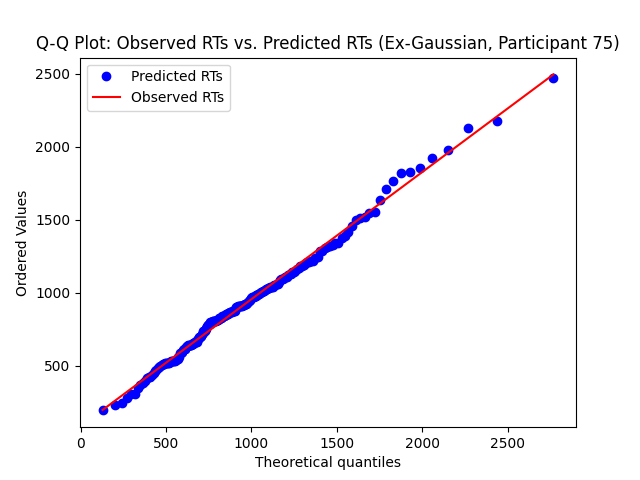 Q-Q Plot: Observed RTs vs. Predicted RTs (Ex-Gaussian, Participant 75)
Predicted RTs
Observed RTs
Ordered Values
2500
2000
1500
1000
500
0 500 1000 1500 2000 2500
Theoretical quantiles